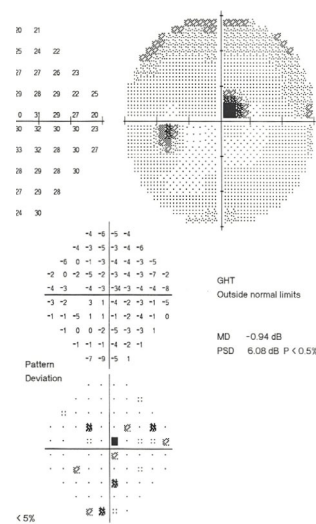 20 21
25 24 22
27 27 26 23
29 28 29 22 25
0 31 29 27 20
30 32 30 30 23
33 32 28 30 27
28 29 28 30
27 29 28
24 30
-4 -6 -5 -4
-4 -3 -5 -3 -4 -6
-6 0 -1 -3 -4 -4 -3 -5
-2 0 -2 -5 -2 -3 -4 -3 -7 -2
-4 -3 -4 -3 -34 -3 -4 -4 -8
-3 -2 3 1 -4 -2 -3 -1 -5
-1 -1 -5 1 1 -1 -2 -4 -1 0
-1 0 0 -2 -5 -3 -3 1
-1 -1 -1 -4 -2 -1
-7 -9 -5 1
GHT
Outside normal limits
MD -0.94 dB
PSD 6.08 dB P < 0.5%
Pattern
Deviation
< 5%